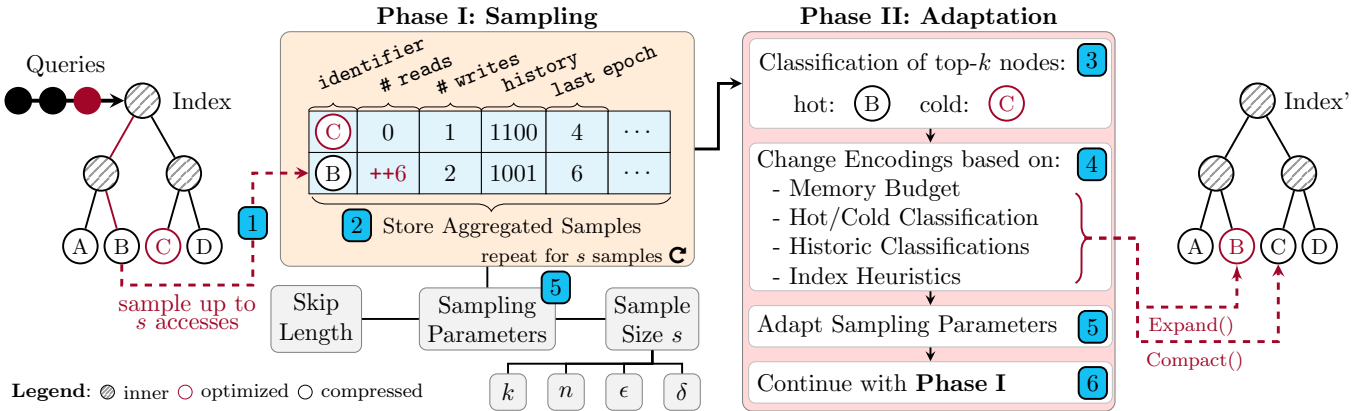 Phase I: Sampling
Phase II: Adaptation
Queries
Index
identifier
# reads
# writes
history
last epoch
C 0 1 1100 4 ···
B ++6 2 1001 6 ···
A B C D
1
2 Store Aggregated Samples
repeat for s samples
sample up to
s accesses
5
Skip
Length
Sampling
Parameters
Sample
Size s
k n ϵ δ
Legend: inner optimized compressed
Classification of top-k nodes: 3
hot: B cold: C
Change Encodings based on: 4
- Memory Budget
- Hot/Cold Classification
- Historic Classifications
- Index Heuristics
Adapt Sampling Parameters 5
Continue with Phase I 6
Index'
A B C D
Expand()
Compact()